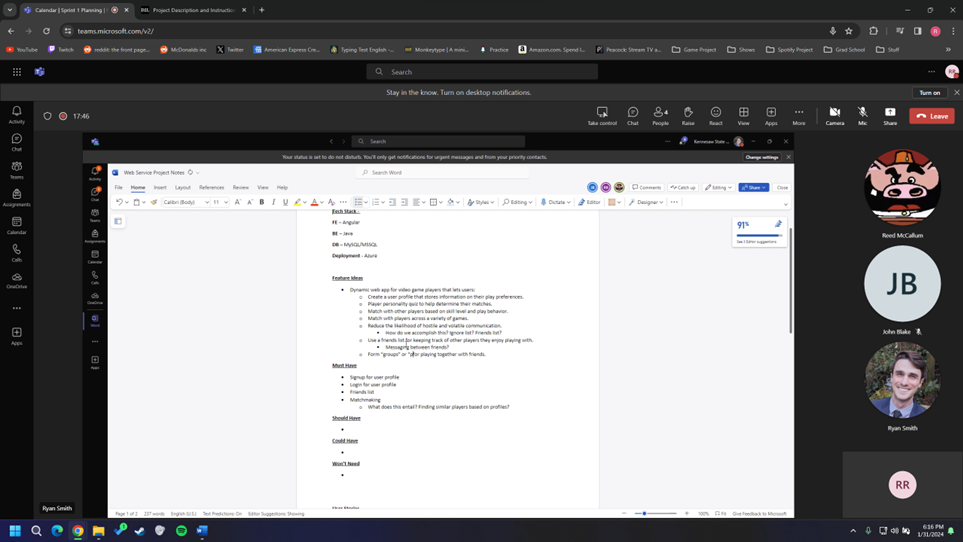 Calendar | Sprint 1 Planning |
Project Description and Instruction
teams.microsoft.com/v2/
YouTube
Twitch
reddit: the front page...
McDonalds inc
Twitter
American Express Cre...
Typing Test English -...
Monkeytype | A mini...
Practice
Amazon.com. Spend l...
Peacock: Stream TV a...
Game Project
Shows
Spotify Project
Grad School
Stuff
Search
RR
Stay in the know. Turn on desktop notifications.
Turn on
17:46
Take control
Chat
People 4
Raise
React
View
Apps
More
Camera
Mic
Share
Leave
Activity
Chat
Teams
Assignments
Calendar
Calls
OneDrive
Apps
Search
Kennesaw State ...
Your status is set to do not disturb. You'll only get notifications for urgent messages and from your priority contacts.
Change settings
Activity
Chat
Teams
Assignments
Calendar
Calls
OneDrive
Word
Apps
Web Service Project Notes
Search Word
File
Home
Insert
Layout
References
Review
View
Help
Comments
Catch up
Editing
Share
Close
Calibri (Body)
11
Styles
Editing
Dictate
Editor
Designer
91%
See 1 Editor suggestions
Tech Stack -
FE – Angular
BE – Java
DB – MySQL/MSSQL
Deployment - Azure
Feature Ideas
Dynamic web app for video game players that lets users:
Create a user profile that stores information on their play preferences.
Player personality quiz to help determine their matches.
Match with other players based on skill level and play behavior.
Match with players across a variety of games.
Reduce the likelihood of hostile and volatile communication.
How do we accomplish this? Ignore list? Friends list?
Use a friends list for keeping track of other players they enjoy playing with.
Messaging between friends?
Form "groups" or "pfor playing together with friends.
Must Have
Signup for user profile
Login for user profile
Friends list
Matchmaking
What does this entail? Finding similar players based on profiles?
Should Have
Could Have
Won't Need
Page 1 of 2
237 words
English (U.S.)
Text Predictions: On
Editor Suggestions: Showing
100%
Fit
Give Feedback to Microsoft
Reed McCallum
JB
John Blake
Ryan Smith
RR
Ryan Smith
6:16 PM
1/31/2024